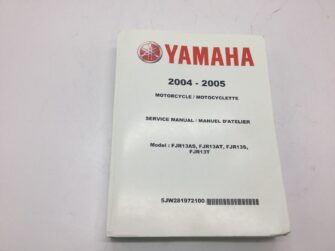 YAMAHA
2004 - 2005
MOTORCYCLE / MOTOCYCLETTE
SERVICE MANUAL / MANUEL D'ATELIER
Model : FJR13AS, FJR13AT, FJR13S,
FJR13T
5JW281972100